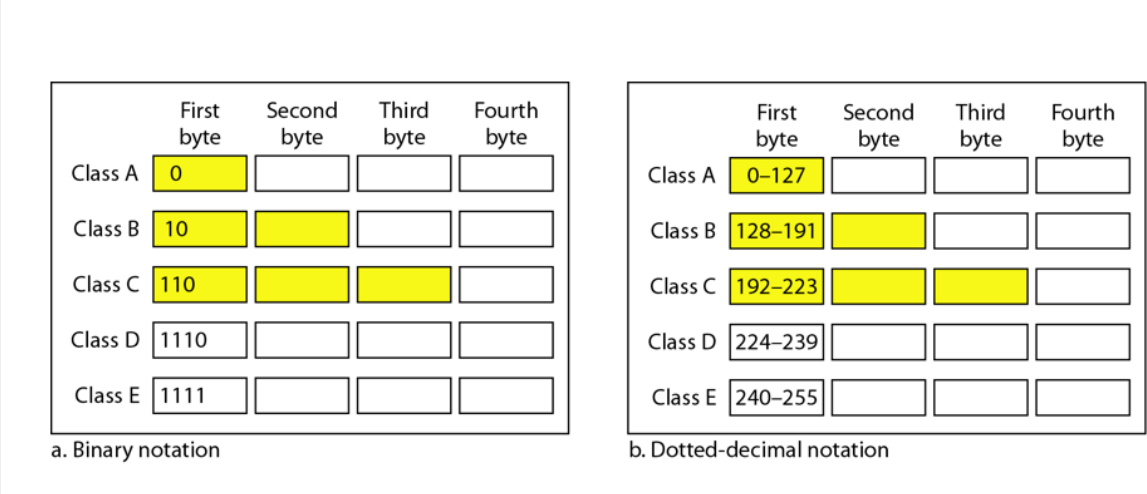 First Second Third Fourth
byte byte byte byte
Class A 0
Class B 10
Class C 110
Class D 1110
Class E 1111
a. Binary notation
First Second Third Fourth
byte byte byte byte
Class A 0–127
Class B 128–191
Class C 192–223
Class D 224–239
Class E 240–255
b. Dotted-decimal notation